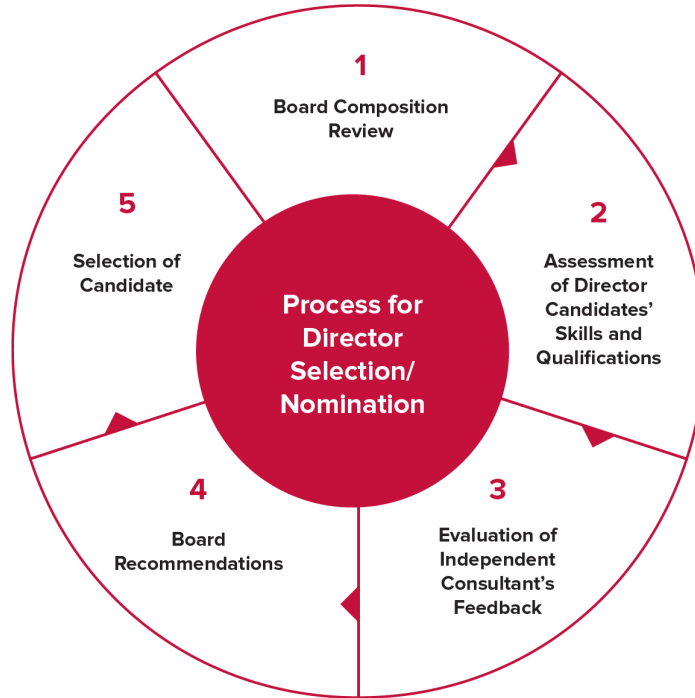 1
Board Composition
Review
2
Assessment
of Director
Candidates’
Skills and
Qualifications
3
Evaluation of
Independent
Consultant’s
Feedback
4
Board
Recommendations
5
Selection of
Candidate
Process for
Director
Selection/
Nomination